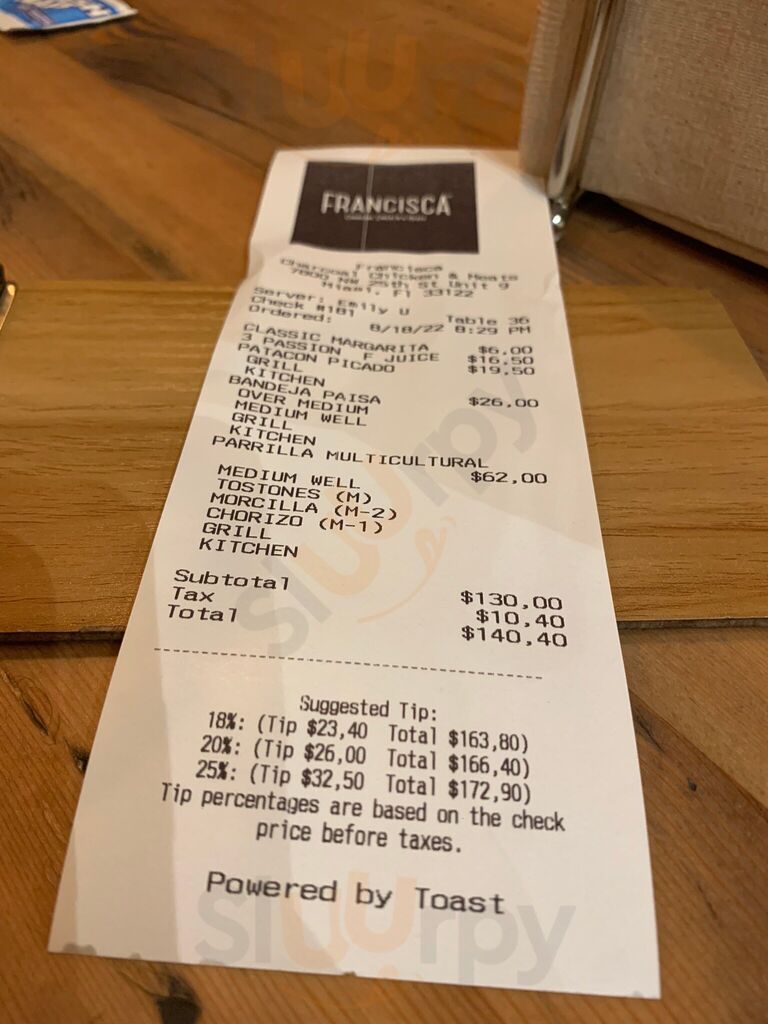 FRANCISCA
Francisca
Charcoal Chicken & Meats
7800 NW 25th St Unit 9
Miami, Fl 33122
Server: Emily U
Check #181 Table 36
Ordered: 8/18/22 8:29 PM
CLASSIC MARGARITA $6,00
3 PASSION F JUICE $16,50
PATACON PICADO $19,50
GRILL
KITCHEN
BANDEJA PAISA $26,00
OVER MEDIUM
MEDIUM WELL
GRILL
KITCHEN
PARRILLA MULTICULTURAL
$62,00
MEDIUM WELL
TOSTONES (M)
MORCILLA (M-2)
CHORIZO (M-1)
GRILL
KITCHEN
Subtotal $130,00
Tax $10,40
Total $140,40
Suggested Tip:
18%: (Tip $23,40 Total $163,80)
20%: (Tip $26,00 Total $166,40)
25%: (Tip $32,50 Total $172,90)
Tip percentages are based on the check
price before taxes.
Powered by Toast
sluurpy
sluurpy